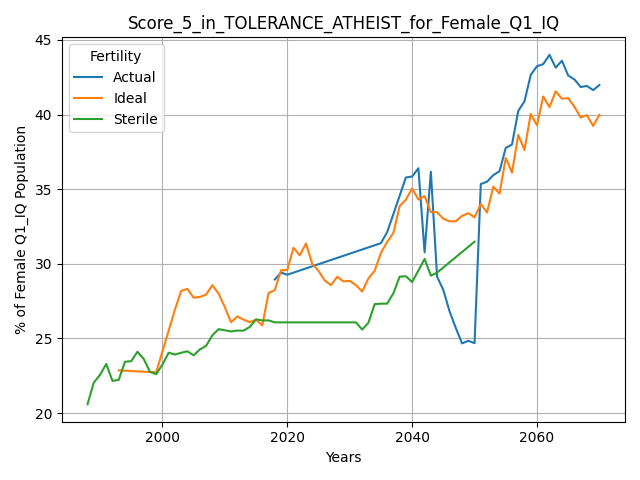 Score_5_in_TOLERANCE_ATHEIST_for_Female_Q1_IQ
% of Female Q1_IQ Population
45
40
35
30
25
20
Fertility
Actual
Ideal
Sterile
2000
2020
2040
2060
Years